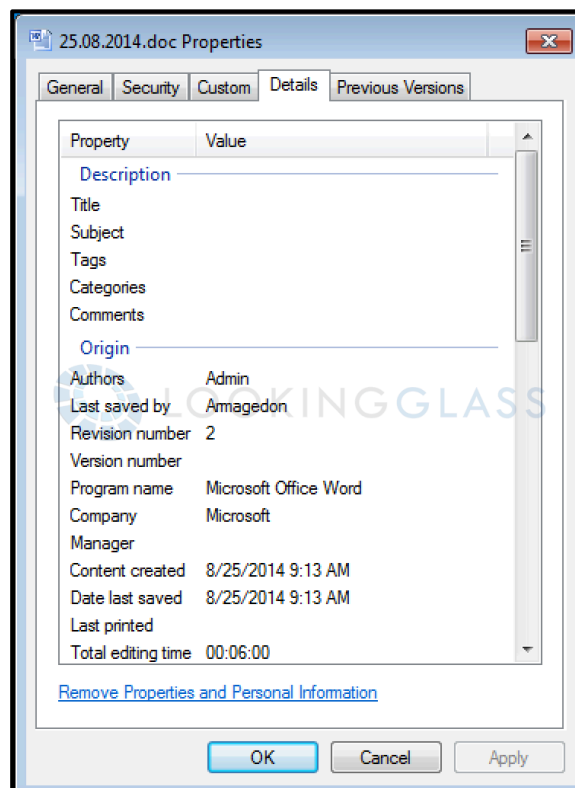 25.08.2014.doc Properties
General Security Custom Details Previous Versions
Property Value
Description
Title
Subject
Tags
Categories
Comments
Origin
Authors Admin
LOOKINGGLASS
Last saved by Armagedon
Revision number 2
Version number
Program name Microsoft Office Word
Company Microsoft
Manager
Content created 8/25/2014 9:13 AM
Date last saved 8/25/2014 9:13 AM
Last printed
Total editing time 00:06:00
Remove Properties and Personal Information
OK Cancel Apply